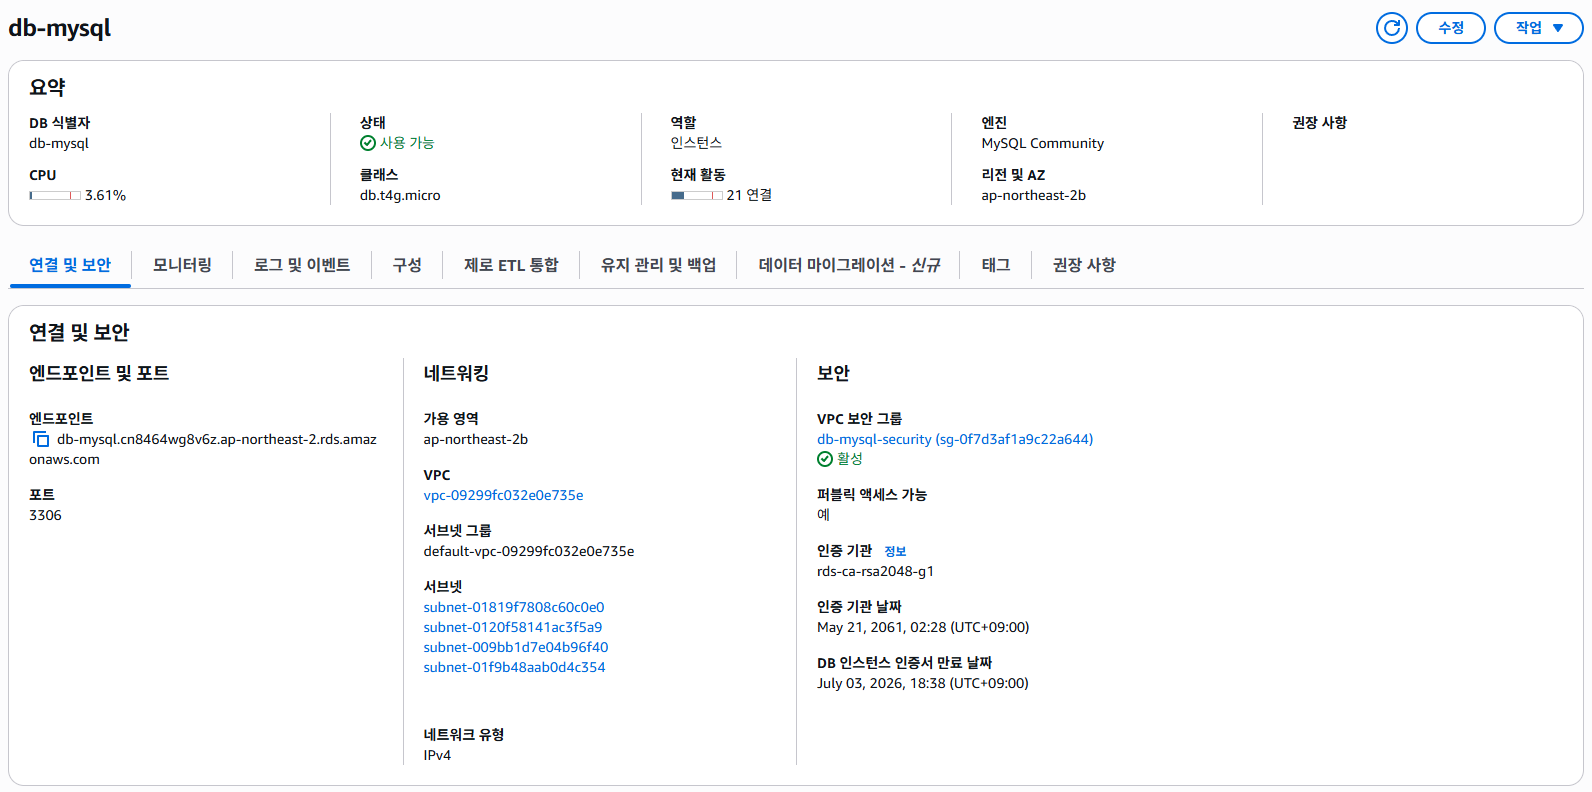 db-mysql
수정
작업
요약
DB 식별자
db-mysql
CPU
3.61%
상태
사용 가능
클래스
db.t4g.micro
역할
인스턴스
현재 활동
21 연결
엔진
MySQL Community
리전 및 AZ
ap-northeast-2b
권장 사항
연결 및 보안
모니터링
로그 및 이벤트
구성
제로 ETL 통합
유지 관리 및 백업
데이터 마이그레이션 - 신규
태그
권장 사항
연결 및 보안
엔드포인트 및 포트
엔드포인트
db-mysql.cn8464wg8v6z.ap-northeast-2.rds.amaz
onaws.com
포트
3306
네트워킹
가용 영역
ap-northeast-2b
VPC
vpc-09299fc032e0e735e
서브넷 그룹
default-vpc-09299fc032e0e735e
서브넷
subnet-01819f7808c60c0e0
subnet-0120f58141ac3f5a9
subnet-009bb1d7e04b96f40
subnet-01f9b48aab0d4c354
네트워크 유형
IPv4
보안
VPC 보안 그룹
db-mysql-security (sg-0f7d3af1a9c22a644)
활성
퍼블릭 액세스 가능
예
인증 기관 정보
rds-ca-rsa2048-g1
인증 기관 날짜
May 21, 2061, 02:28 (UTC+09:00)
DB 인스턴스 인증서 만료 날짜
July 03, 2026, 18:38 (UTC+09:00)